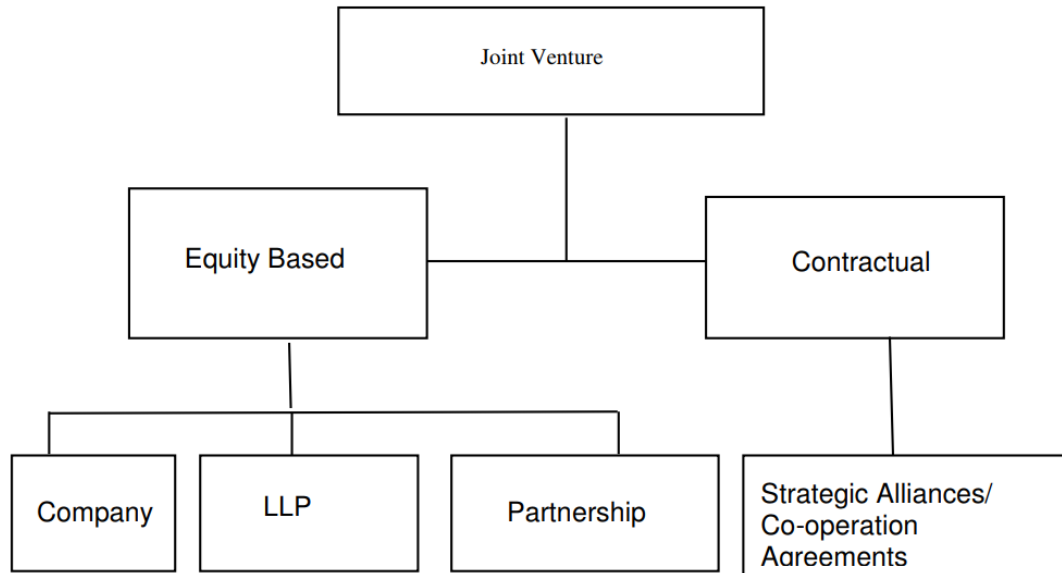 Joint Venture
Equity Based
Contractual
Company
LLP
Partnership
Strategic Alliances/
Co-operation
Agreements